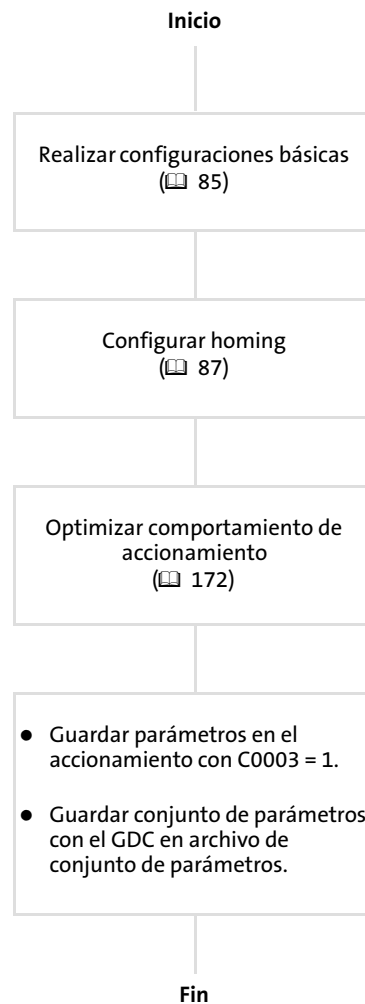 Inicio
Realizar configuraciones básicas
(🕮 85)
Configurar homing
(🕮 87)
Optimizar comportamiento de
accionamiento
(🕮 172)
● Guardar parámetros en el
accionamiento con C0003 = 1.
● Guardar conjunto de parámetros
con el GDC en archivo de
conjunto de parámetros.
Fin